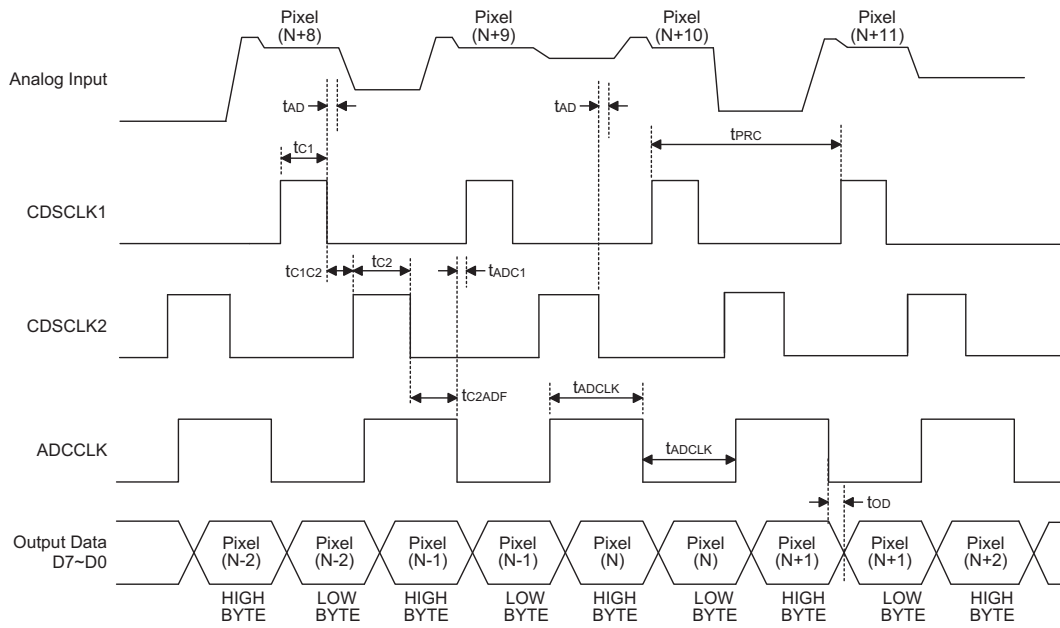 Pixel
(N+8)
Pixel
(N+9)
Pixel
(N+10)
Pixel
(N+11)
Analog Input
tAD
tAD
tPRC
tC1
CDSCLK1
tC1C2
tC2
tADC1
CDSCLK2
tC2ADF
tADCLK
ADCCLK
tADCLK
tOD
Output Data
D7~D0
Pixel
(N-2)
Pixel
(N-2)
Pixel
(N-1)
Pixel
(N-1)
Pixel
(N)
Pixel
(N)
Pixel
(N+1)
Pixel
(N+1)
Pixel
(N+2)
HIGH
BYTE
LOW
BYTE
HIGH
BYTE
LOW
BYTE
HIGH
BYTE
LOW
BYTE
HIGH
BYTE
LOW
BYTE
HIGH
BYTE